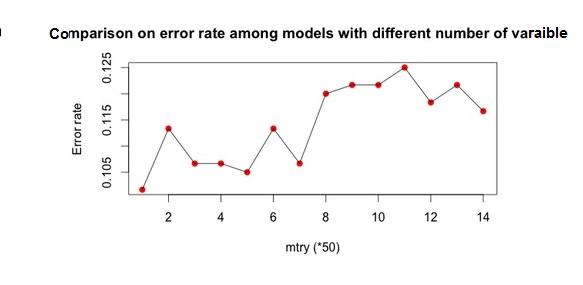 Comparison on error rate among models with different number of varaible
Error rate
0.125
0.115
0.105
2 4 6 8 10 12 14
mtry (*50)